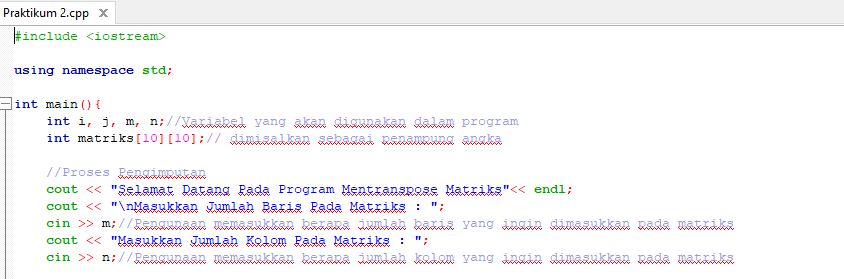 Praktikum 2.cpp X
#include <iostream>
using namespace std;
int main(){
int i, j, m, n;//Variabel yang akan digunakan dalam program
int matriks[10][10];// dimisalkan sebagai penampung angka
//Proses Pengimputan
cout << "Selamat Datang Pada Program Mentranspose Matriks"<< endl;
cout << "\nMasukkan Jumlah Baris Pada Matriks : ";
cin >> m;//Pengunaan memasukkan berapa jumlah baris yang ingin dimasukkan pada matriks
cout << "Masukkan Jumlah Kolom Pada Matriks : ";
cin >> n;//Pengunaan memasukkan berapa jumlah kolom yang ingin dimasukkan pada matriks